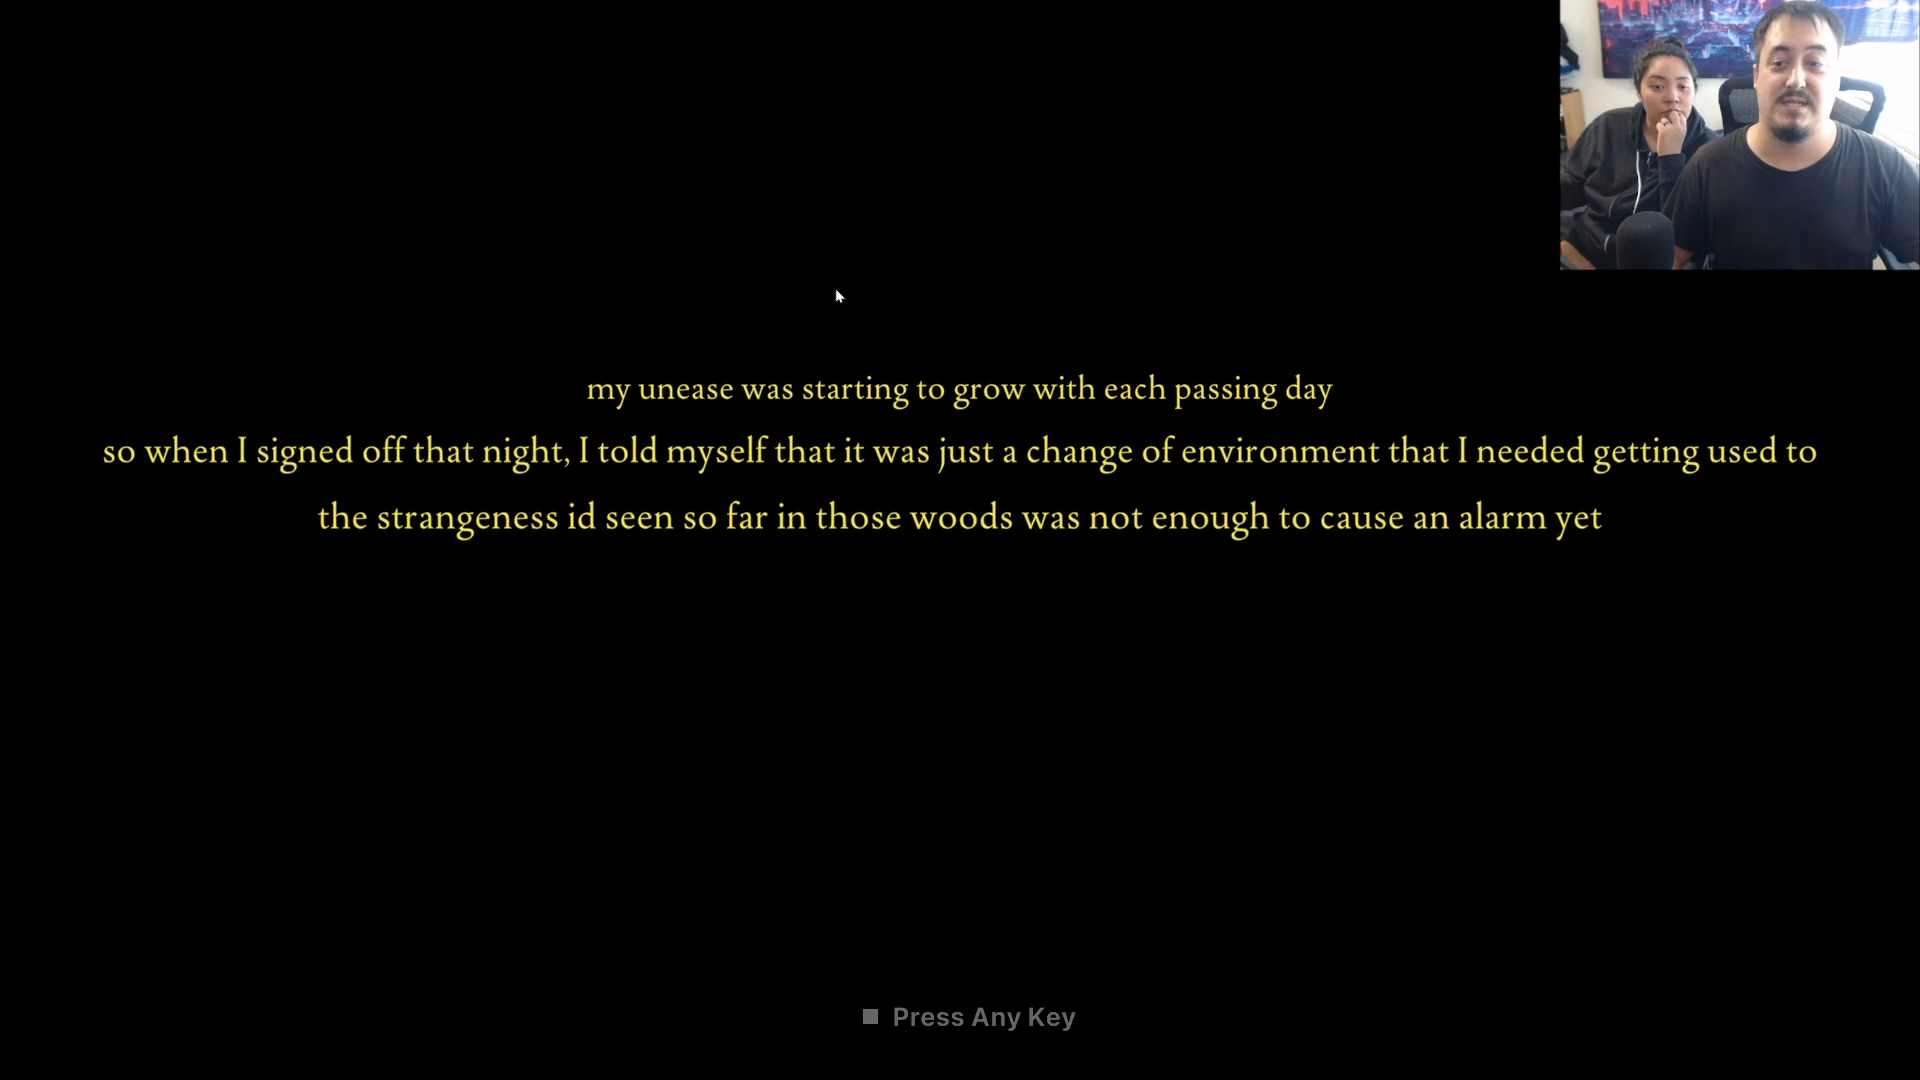 my unease was starting to grow with each passing day
so when I signed off that night, I told myself that it was just a change of environment that I needed getting used to
the strangeness id seen so far in those woods was not enough to cause an alarm yet
Press Any Key